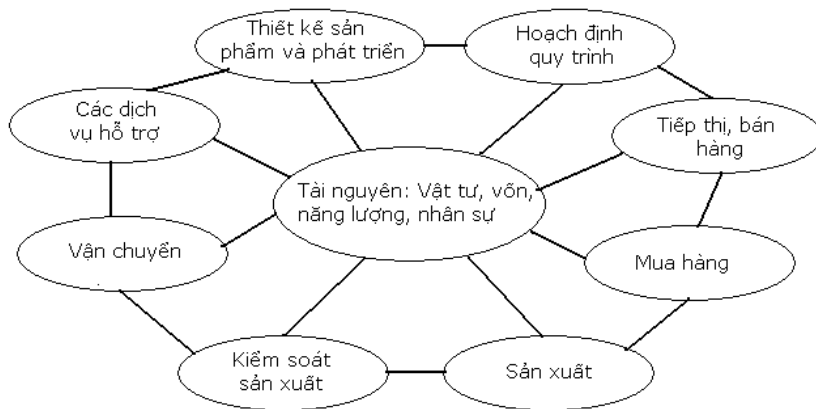 Thiết kế sản
phẩm và phát triển
Hoạch định
quy trình
Các dịch
vụ hỗ trợ
Tiếp thị, bán
hàng
Tài nguyên: Vật tư, vốn,
năng lượng, nhân sự
Vận chuyển
Mua hàng
Kiểm soát
sản xuất
Sản xuất